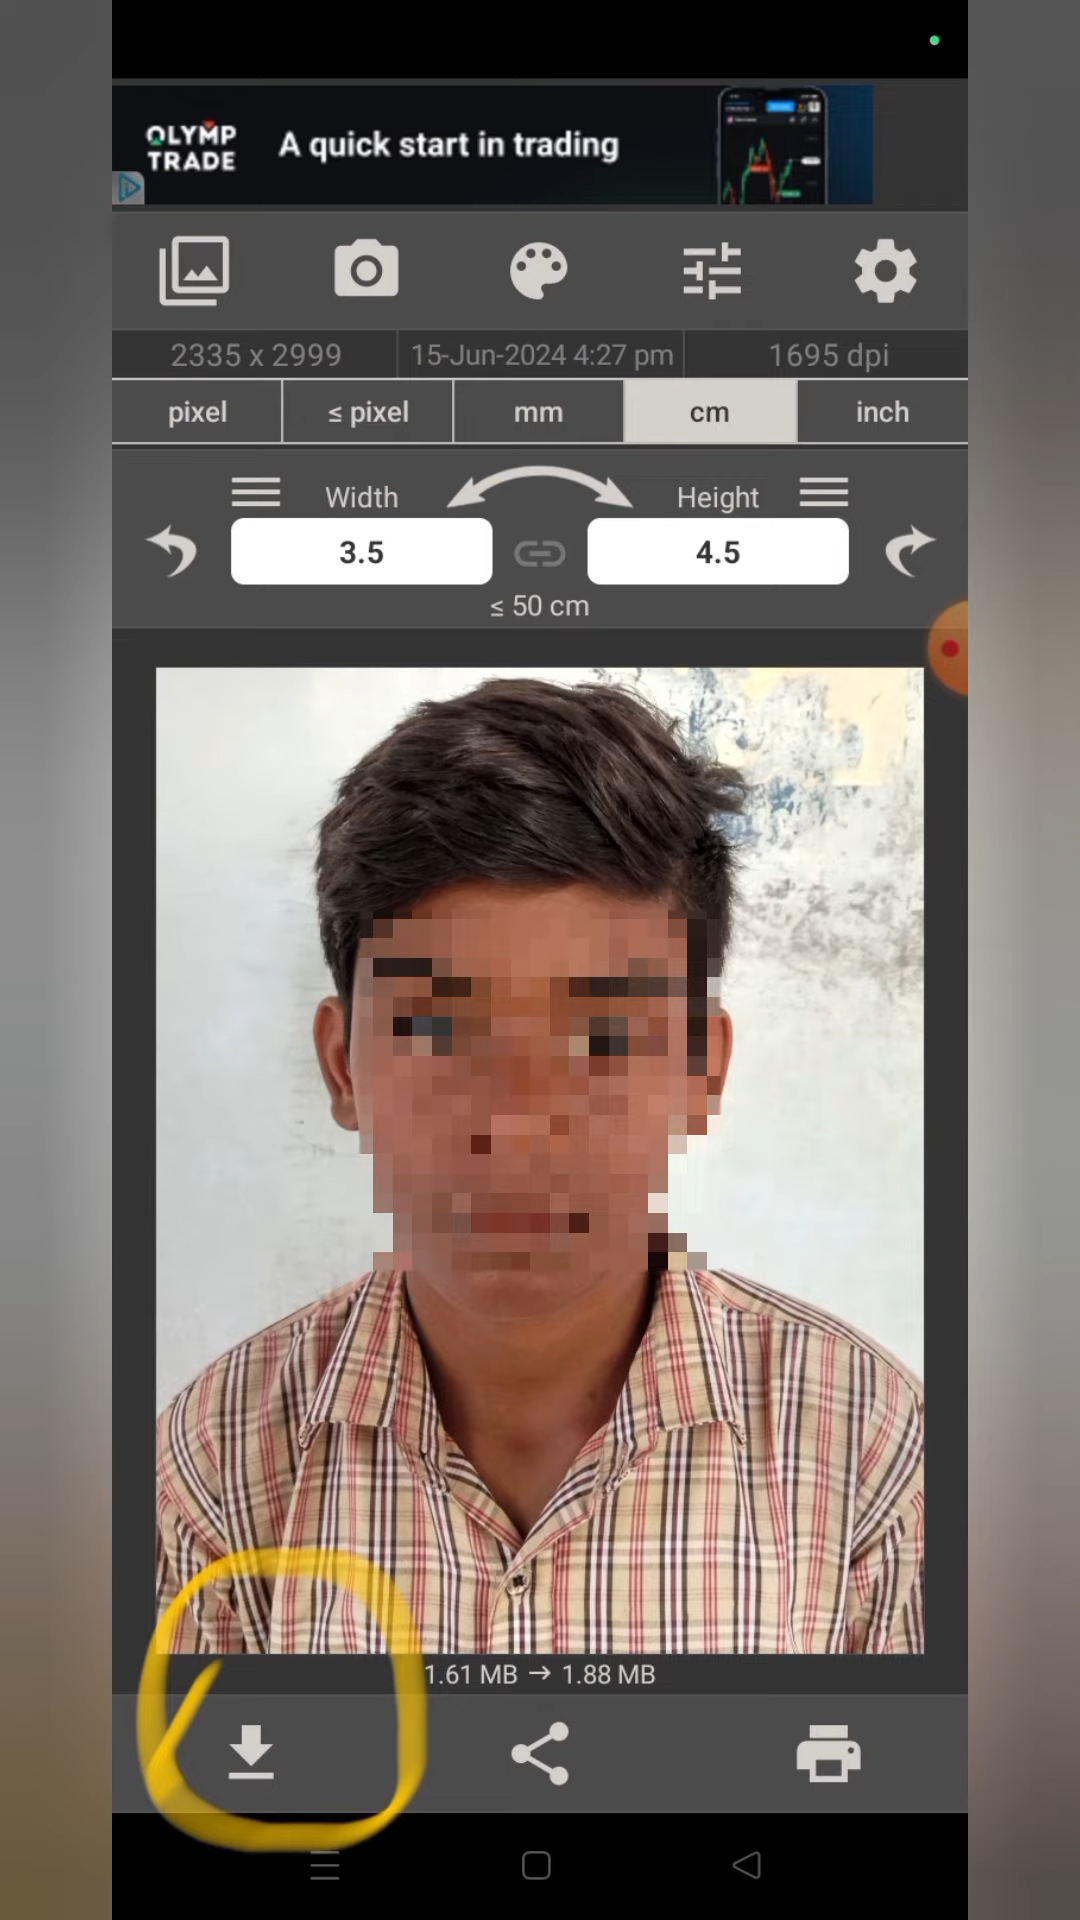 OLYMP
TRADE
A quick start in trading
2335 x 2999
15-Jun-2024 4:27 pm
1695 dpi
pixel
≤ pixel
mm
cm
inch
Width
Height
3.5
4.5
≤ 50 cm
1.61 MB → 1.88 MB